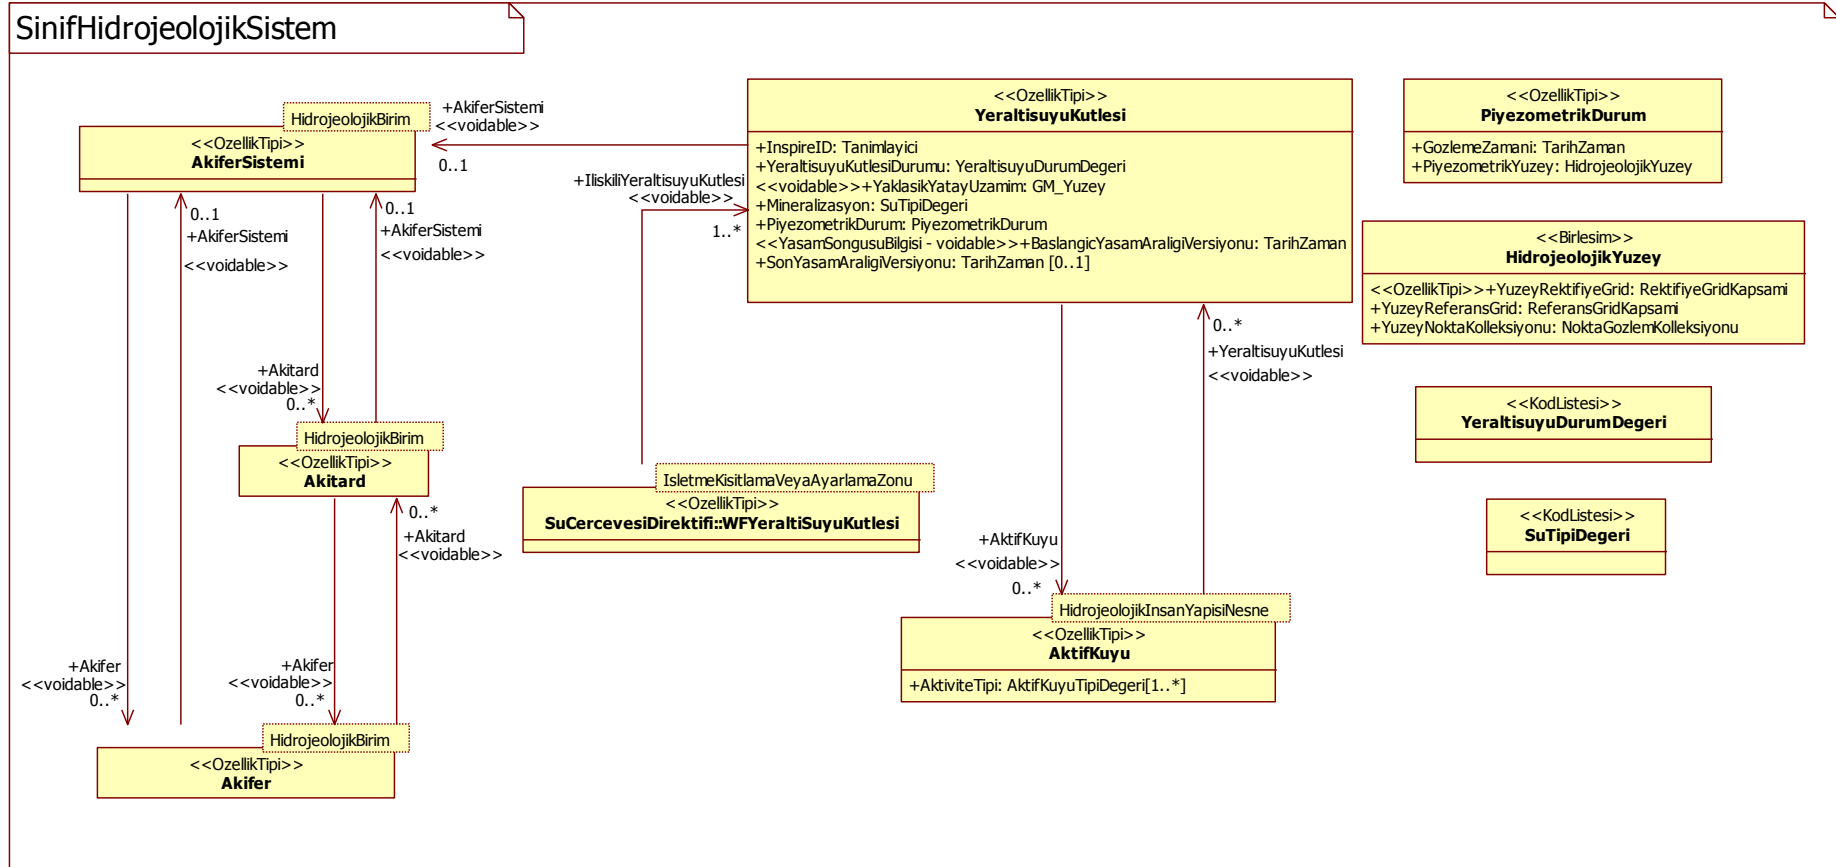 SinifHidrojeolojikSistem
HidrojeolojikBirim
<<OzellikTipi>>
AkiferSistemi
+AkiferSistemi
<<voidable>>
0..1
<<OzellikTipi>>
YeraltisuyuKutlesi
+InspireID: Tanimlayici
+YeraltisuyuKutlesiDurumu: YeraltisuyuDurumDegeri
<<voidable>>+YaklasikYatayUzamim: GM_Yuzey
+Mineralizasyon: SuTipiDegeri
+PiyezometrikDurum: PiyezometrikDurum
<<YasamSongusuBilgisi - voidable>>+BaslangicYasamAraligiVersiyonu: TarihZaman
+SonYasamAraligiVersiyonu: TarihZaman [0..1]
<<OzellikTipi>>
PiyezometrikDurum
+GozlemeZamani: TarihZaman
+PiyezometrikYuzey: HidrojeolojikYuzey
<<Birlesim>>
HidrojeolojikYuzey
<<OzellikTipi>>+YuzeyRektifiyeGrid: RektifiyeGridKapsami
+YuzeyReferansGrid: ReferansGridKapsami
+YuzeyNoktaKolleksiyonu: NoktaGozlemKolleksiyonu
<<KodListesi>>
YeraltisuyuDurumDegeri
<<KodListesi>>
SuTipiDegeri
+IliskiliYeraltisuyuKutlesi
<<voidable>>
1..*
0..1
+AkiferSistemi
<<voidable>>
0..1
+AkiferSistemi
<<voidable>>
+Akitard
<<voidable>>
0..*
HidrojeolojikBirim
<<OzellikTipi>>
Akitard
0..*
+Akitard
<<voidable>>
IsletmeKisitlamaVeyaAyarlamaZonu
<<OzellikTipi>>
SuCercevesiDirektifi::WFYeraltiSuyuKutlesi
0..*
+YeraltisuyuKutlesi
<<voidable>>
+AktifKuyu
<<voidable>>
0..*
HidrojeolojikInsanYapisiNesne
<<OzellikTipi>>
AktifKuyu
+AktiviteTipi: AktifKuyuTipiDegeri[1..*]
+Akifer
<<voidable>>
0..*
+Akifer
<<voidable>>
0..*
HidrojeolojikBirim
<<OzellikTipi>>
Akifer